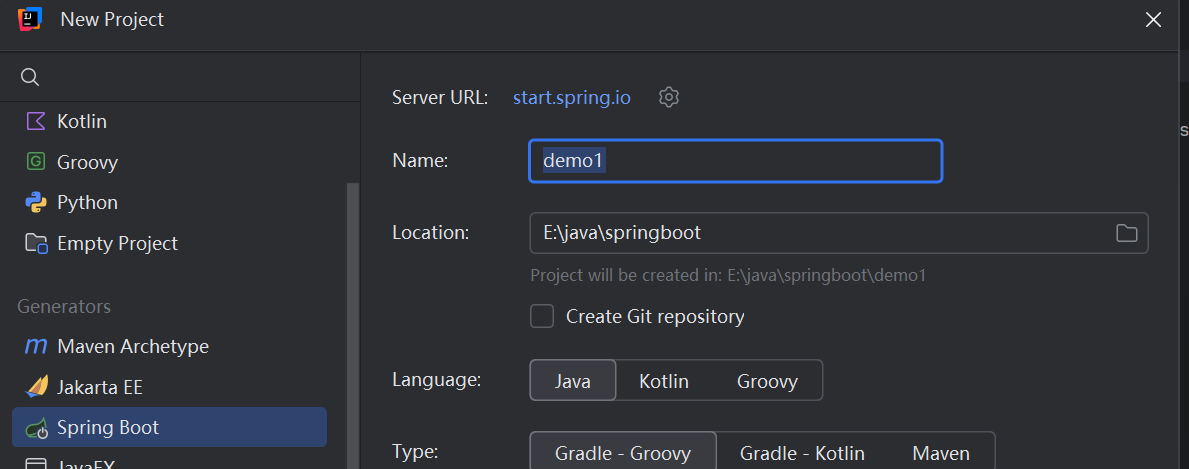 New Project
Kotlin
Groovy
Python
Empty Project
Generators
Maven Archetype
Jakarta EE
Spring Boot
JavaFX
Server URL: start.spring.io
Name: demo1
Location: E:\java\springboot
Project will be created in: E:\java\springboot\demo1
Create Git repository
Language: Java Kotlin Groovy
Type: Gradle - Groovy Gradle - Kotlin Maven
s